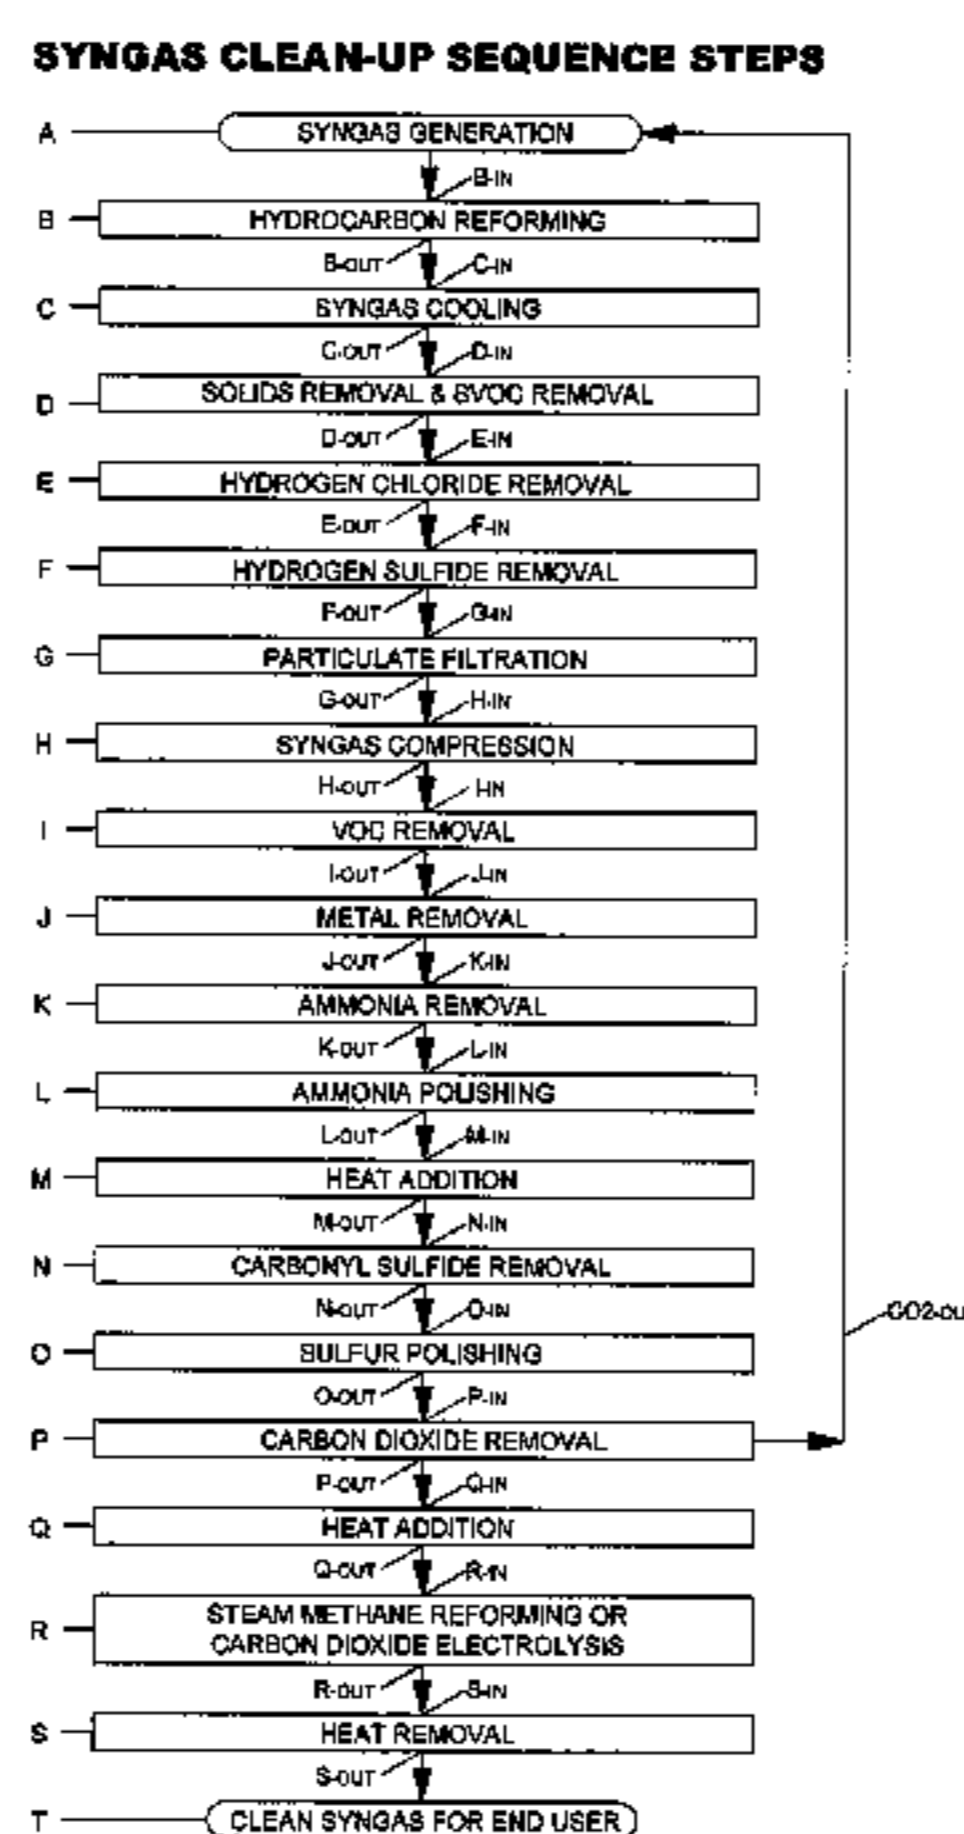 SYNGAS CLEAN-UP SEQUENCE STEPS
A SYNGAS GENERATION
B-IN
B HYDROCARBON REFORMING
B-OUT C-IN
C SYNGAS COOLING
C-OUT D-IN
D SOLIDS REMOVAL & SVOC REMOVAL
D-OUT E-IN
E HYDROGEN CHLORIDE REMOVAL
E-OUT F-IN
F HYDROGEN SULFIDE REMOVAL
F-OUT G-IN
G PARTICULATE FILTRATION
G-OUT H-IN
H SYNGAS COMPRESSION
H-OUT I-IN
I VOC REMOVAL
I-OUT J-IN
J METAL REMOVAL
J-OUT K-IN
K AMMONIA REMOVAL
K-OUT L-IN
L AMMONIA POLISHING
L-OUT M-IN
M HEAT ADDITION
M-OUT N-IN
N CARBONYL SULFIDE REMOVAL
N-OUT O-IN
CO2-OU
O SULFUR POLISHING
O-OUT P-IN
P CARBON DIOXIDE REMOVAL
P-OUT Q-IN
Q HEAT ADDITION
Q-OUT R-IN
R STEAM METHANE REFORMING OR
CARBON DIOXIDE ELECTROLYSIS
R-OUT S-IN
S HEAT REMOVAL
S-OUT
T CLEAN SYNGAS FOR END USER